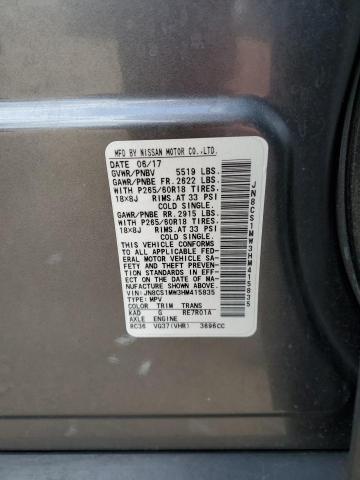 MFD BY NISSAN MOTOR CO.,LTD.
DATE 06/17
GVWR/PNBV 5519 LBS.
GAWR/PNBE FR. 2622 LBS.
WITH P265/60R18 TIRES.
18X8J RIMS.AT 33 PSI
COLD SINGLE.
GAWR/PNBE RR. 2915 LBS.
WITH P265/60R18 TIRES.
18X8J RIMS.AT 33 PSI
COLD SINGLE.
THIS VEHICLE CONFORMS
TO ALL APPLICABLE FED-
ERAL MOTOR VEHICLE SA-
FETY AND THEFT PREVEN-
TION STANDARDS IN EFF-
ECT ON THE DATE OF MA-
NUFACTURE SHOWN ABOVE.
VIN:JN8CS1MW3HM415835
TYPE:MPV
COLOR TRIM TRANS
KAD G RE7R01A
AXLE ENGINE
RC36 VG37(VHR) 3696CC
JN8CS1MW3HM415835